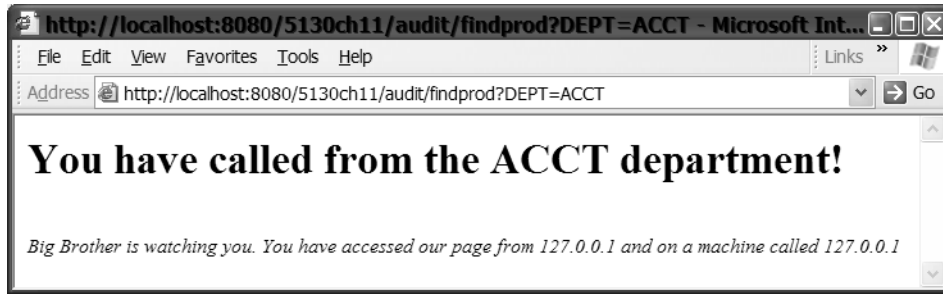 http://localhost:8080/5130ch11/audit/findprod?DEPT=ACCT - Microsoft Int...
File Edit View Favorites Tools Help Links »
Address http://localhost:8080/5130ch11/audit/findprod?DEPT=ACCT Go
You have called from the ACCT department!
Big Brother is watching you. You have accessed our page from 127.0.0.1 and on a machine called 127.0.0.1